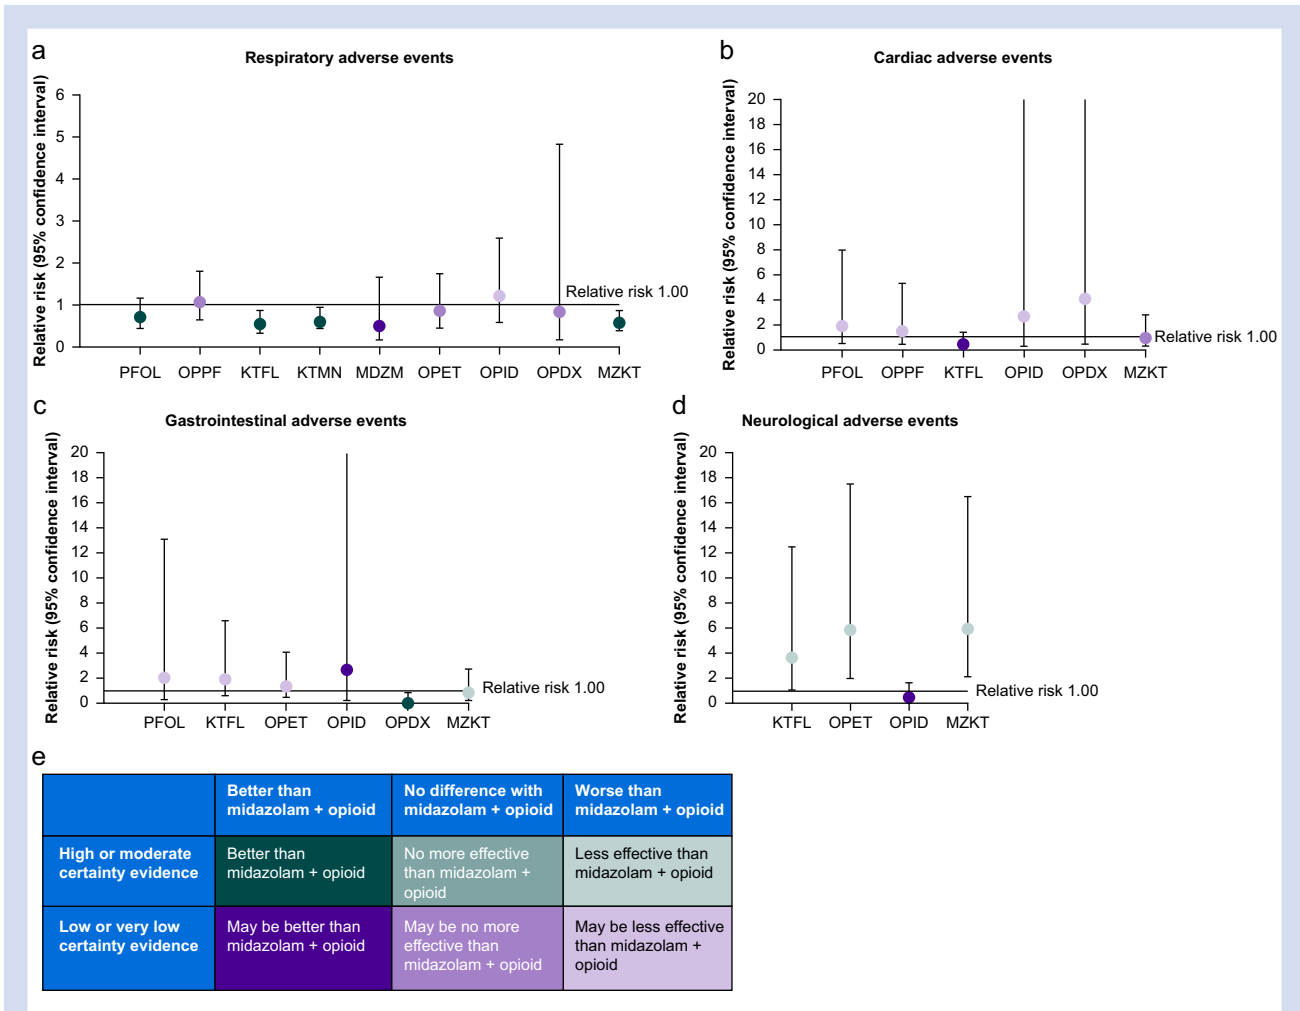 a
Respiratory adverse events
Relative risk (95% confidence interval)
6
5
4
3
2
1
0
Relative risk 1.00
PFOL OPPF KTFL KTMN MDZM OPET OPID OPDX MZKT
b
Cardiac adverse events
Relative risk (95% confidence interval)
20
18
16
14
12
10
8
6
4
2
0
Relative risk 1.00
PFOL OPPF KTFL OPID OPDX MZKT
c
Gastrointestinal adverse events
Relative risk (95% confidence interval)
20
18
16
14
12
10
8
6
4
2
0
Relative risk 1.00
PFOL KTFL OPET OPID OPDX MZKT
d
Neurological adverse events
Relative risk (95% confidence interval)
20
18
16
14
12
10
8
6
4
2
0
Relative risk 1.00
KTFL OPET OPID MZKT
e
Better than
midazolam + opioid
No difference with
midazolam + opioid
Worse than
midazolam + opioid
High or moderate
certainty evidence
Better than
midazolam + opioid
No more effective
than midazolam +
opioid
Less effective than
midazolam + opioid
Low or very low
certainty evidence
May be better than
midazolam + opioid
May be no more
effective than
midazolam + opioid
May be less effective
than midazolam +
opioid